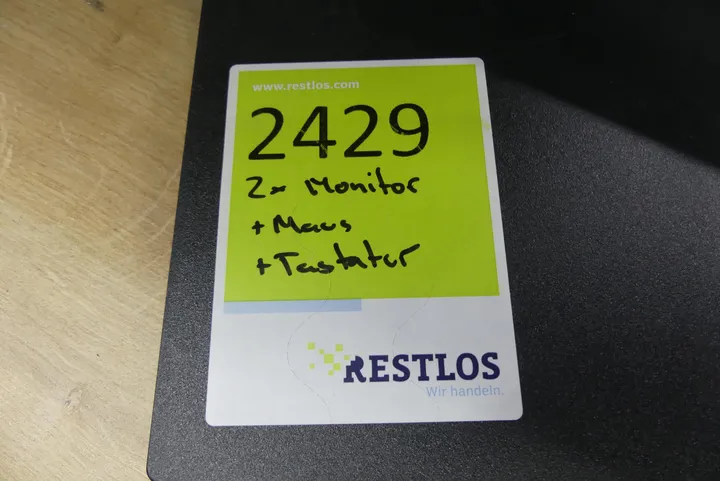 www.restlos.com
2429
2x Monitor
+ Maus
+ Tastatur
RESTLOS
Wir handeln.